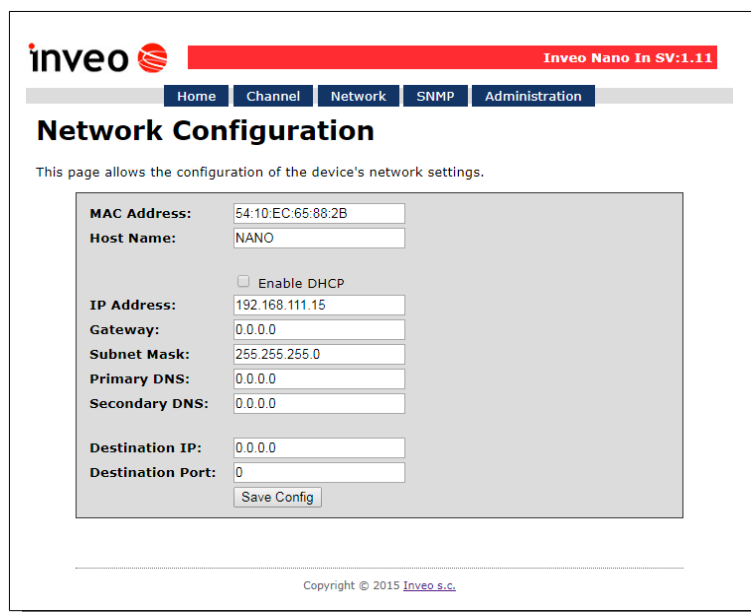 inveo
Inveo Nano In SV:1.11
Home Channel Network SNMP Administration
Network Configuration
This page allows the configuration of the device's network settings.
MAC Address: 54:10:EC:65:88:2B
Host Name: NANO
Enable DHCP
IP Address: 192.168.111.15
Gateway: 0.0.0.0
Subnet Mask: 255.255.255.0
Primary DNS: 0.0.0.0
Secondary DNS: 0.0.0.0
Destination IP: 0.0.0.0
Destination Port: 0
Save Config
Copyright © 2015 Inveo s.c.